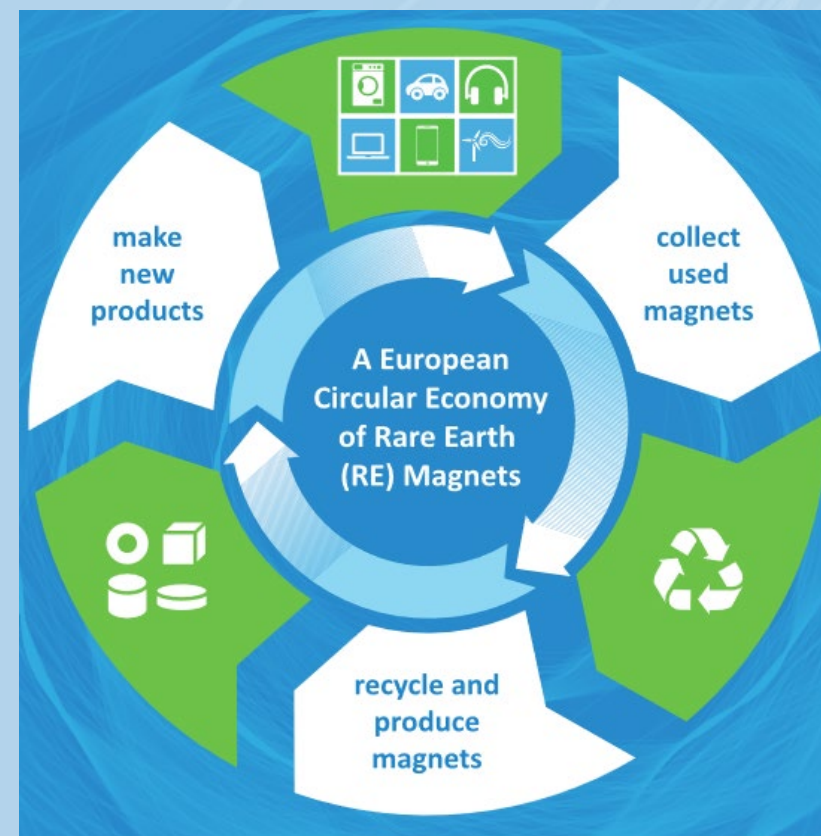 A European
Circular Economy
of Rare Earth
(RE) Magnets
collect
used
magnets
recycle and
produce
magnets
make
new
products